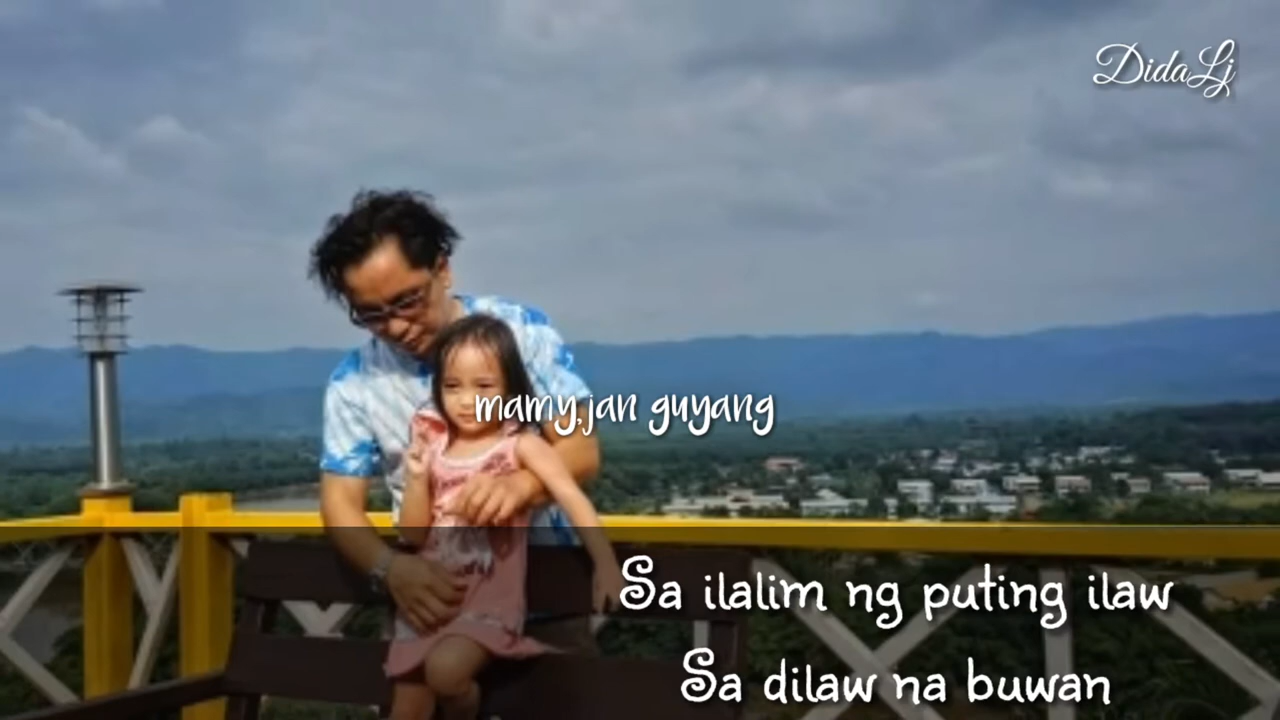 DidaLj
mamy,jan guyang
Sa ilalim ng puting ilaw
Sa dilaw na buwan